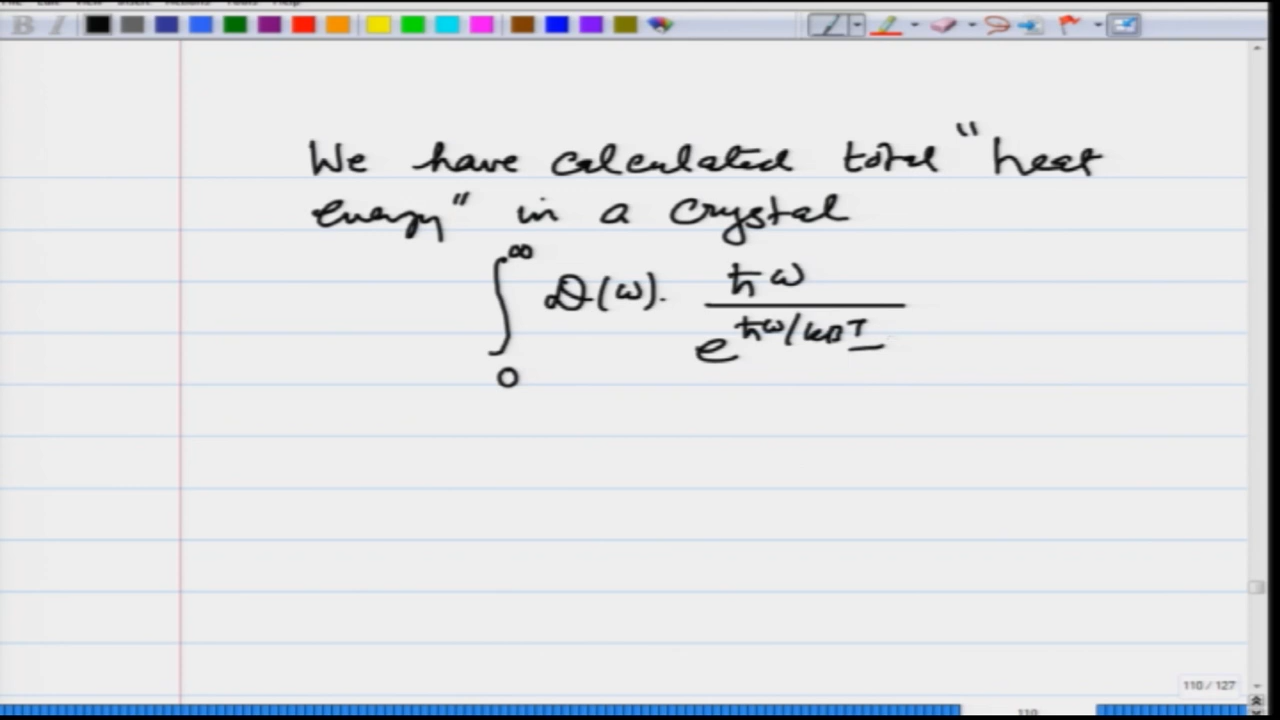 We have calculated total "heat
energy" in a crystal
∫₀^∞ D(ω). ħω / e^{ħω/kBT}
110 / 127